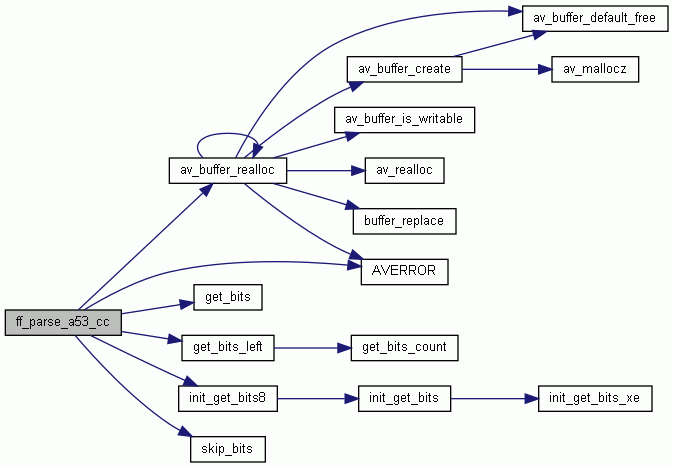 av_buffer_default_free
av_buffer_create
av_mallocz
av_buffer_is_writable
av_buffer_realloc
av_realloc
buffer_replace
AVERROR
get_bits
ff_parse_a53_cc
get_bits_left
get_bits_count
init_get_bits8
init_get_bits
init_get_bits_xe
skip_bits